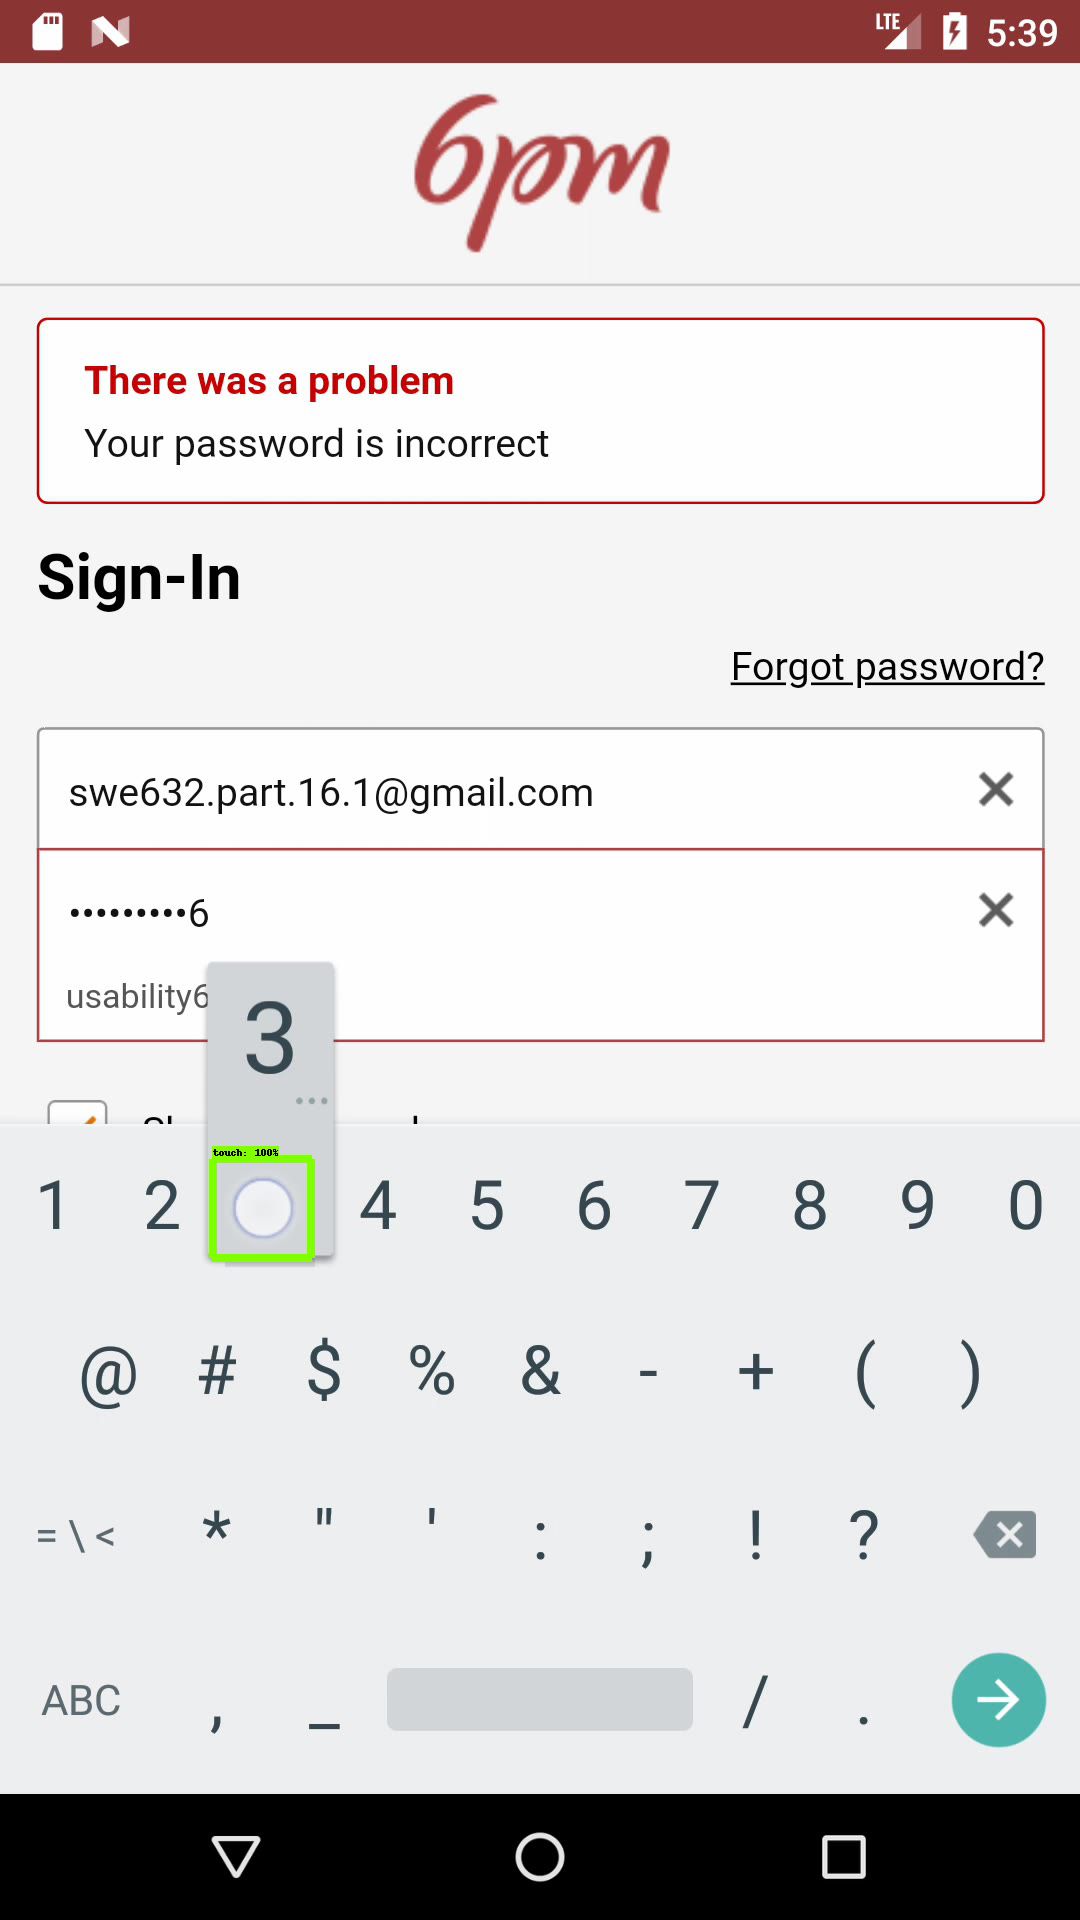 LTE 5:39
6pm
There was a problem
Your password is incorrect
Sign-In
Forgot password?
swe632.part.16.1@gmail.com
•••••••••6
usability6
3
touch: 100%
1 2 4 5 6 7 8 9 0
@ # $ % & - + ( )
= \ < * " ' : ; ! ?
ABC , _ / .